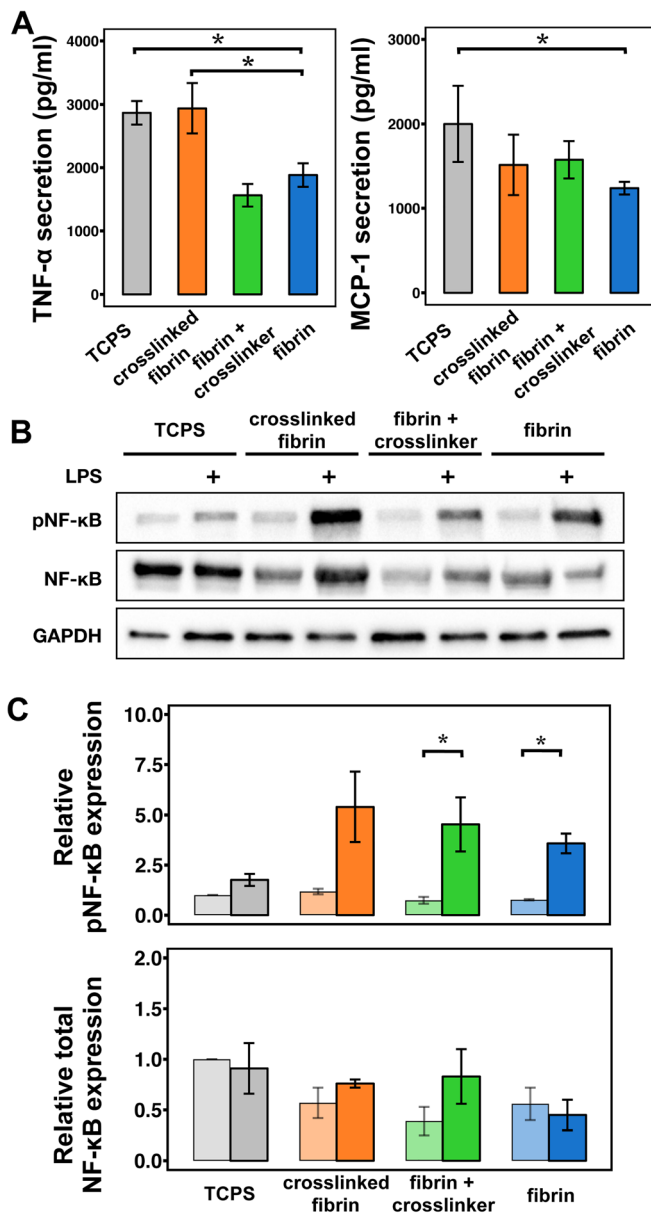 A
TNF-α secretion (pg/ml)
4000
3000
2000
1000
0
*
*
TCPS
crosslinked
fibrin
fibrin +
crosslinker
fibrin
MCP-1 secretion (pg/ml)
3000
2000
1000
0
*
TCPS
crosslinked
fibrin
fibrin +
crosslinker
fibrin
B
TCPS
crosslinked
fibrin
fibrin +
crosslinker
fibrin
LPS + + + +
pNF-κB
NF-κB
GAPDH
C
Relative
pNF-κB expression
10.0
7.5
5.0
2.5
0.0
*
*
Relative total
NF-κB expression
2.0
1.5
1.0
0.5
0.0
TCPS
crosslinked
fibrin
fibrin +
crosslinker
fibrin